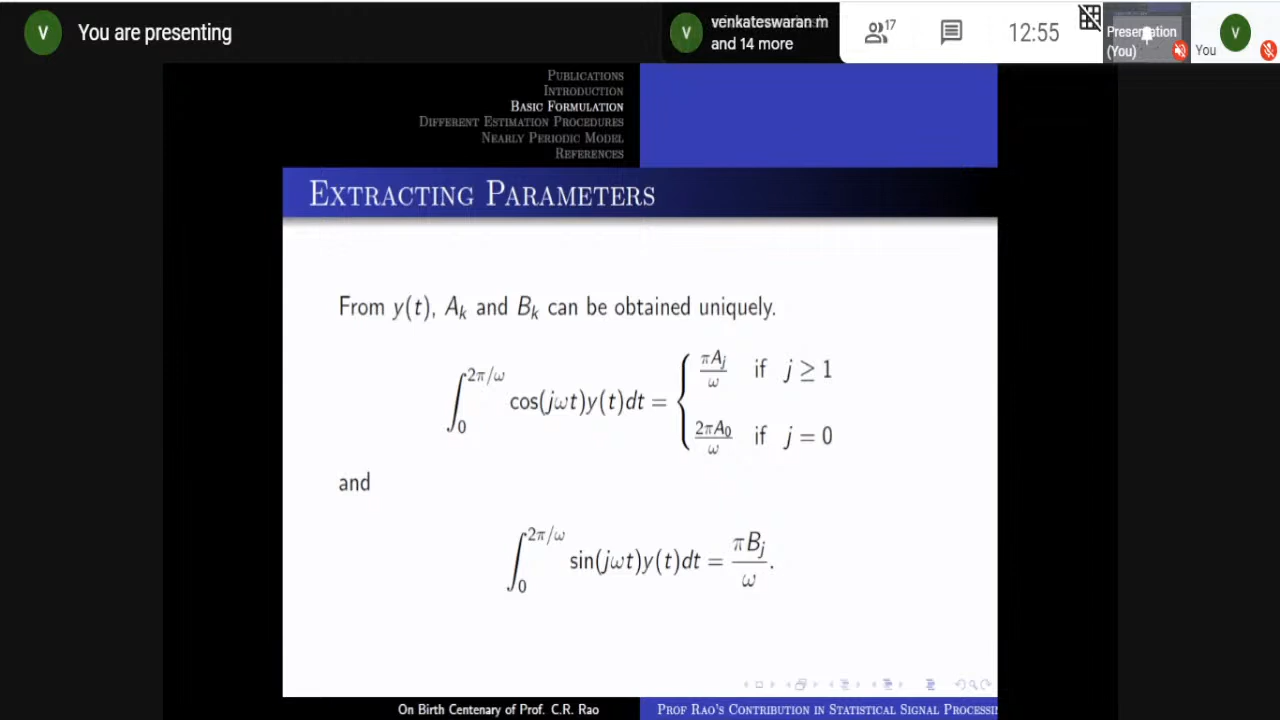 V You are presenting
V venkateswaran m
and 14 more
17
12:55
Presentation
(You)
You
V
PUBLICATIONS
INTRODUCTION
BASIC FORMULATION
DIFFERENT ESTIMATION PROCEDURES
NEARLY PERIODIC MODEL
REFERENCES
EXTRACTING PARAMETERS
From y(t), A_k and B_k can be obtained uniquely.
∫_0^{2π/ω} cos(jωt)y(t)dt = { πA_j/ω if j ≥ 1
2πA_0/ω if j = 0
and
∫_0^{2π/ω} sin(jωt)y(t)dt = πB_j/ω.
On Birth Centenary of Prof. C.R. Rao
PROF RAO'S CONTRIBUTION IN STATISTICAL SIGNAL PROCESSI